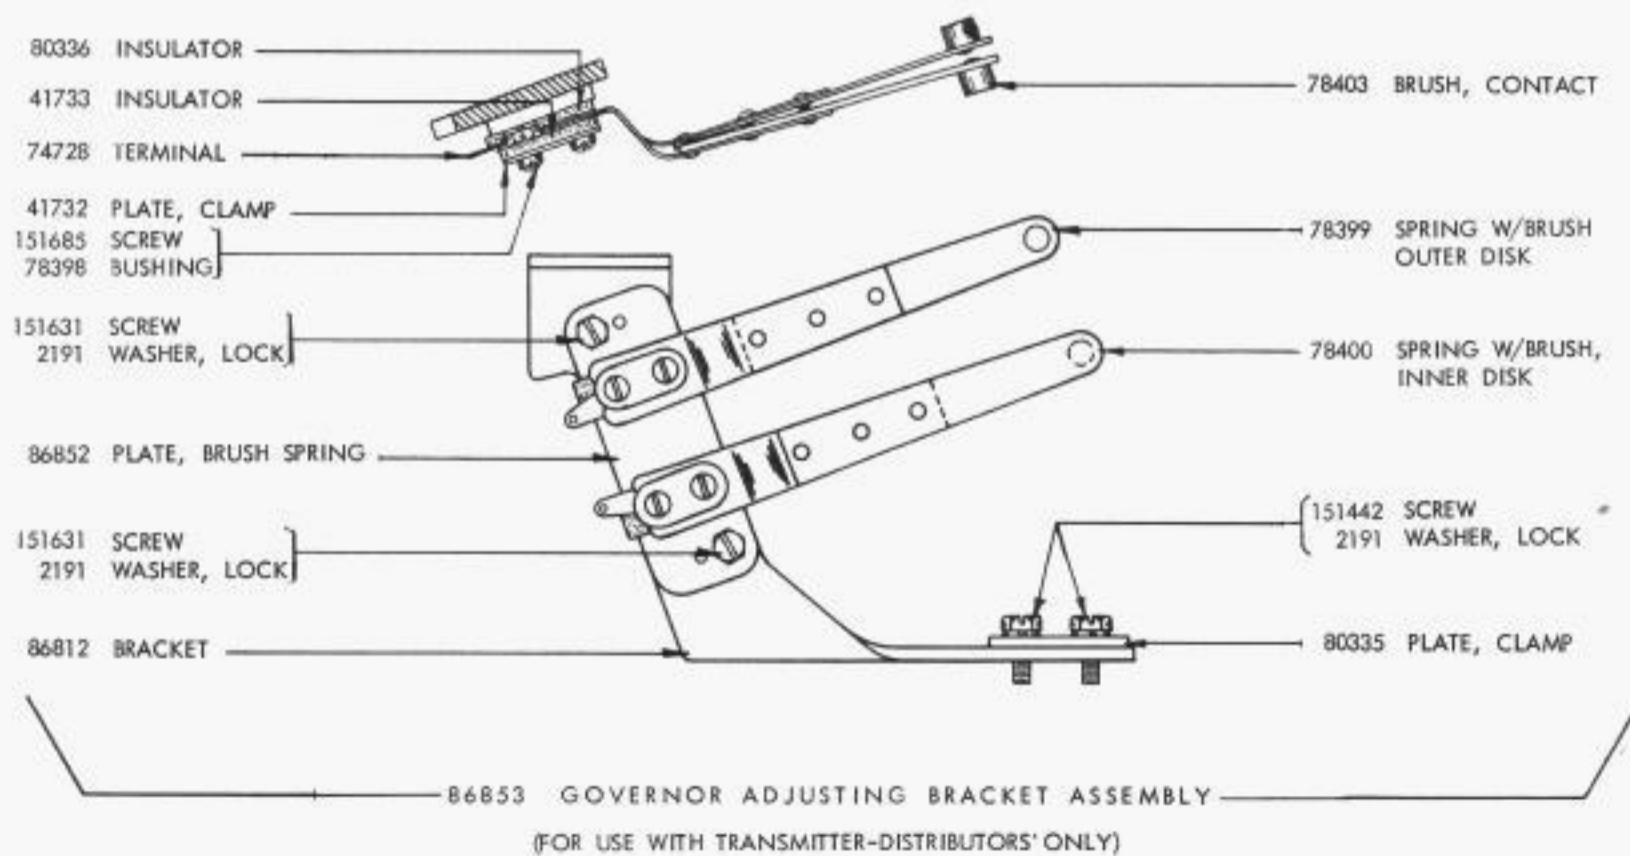 80336 INSULATOR
41733 INSULATOR
74728 TERMINAL
41732 PLATE, CLAMP
151685 SCREW
78398 BUSHING
151631 SCREW
2191 WASHER, LOCK
86852 PLATE, BRUSH SPRING
151631 SCREW
2191 WASHER, LOCK
86812 BRACKET
78403 BRUSH, CONTACT
78399 SPRING W/BRUSH
OUTER DISK
78400 SPRING W/BRUSH,
INNER DISK
151442 SCREW
2191 WASHER, LOCK
80335 PLATE, CLAMP
86853 GOVERNOR ADJUSTING BRACKET ASSEMBLY
(FOR USE WITH TRANSMITTER-DISTRIBUTORS' ONLY)